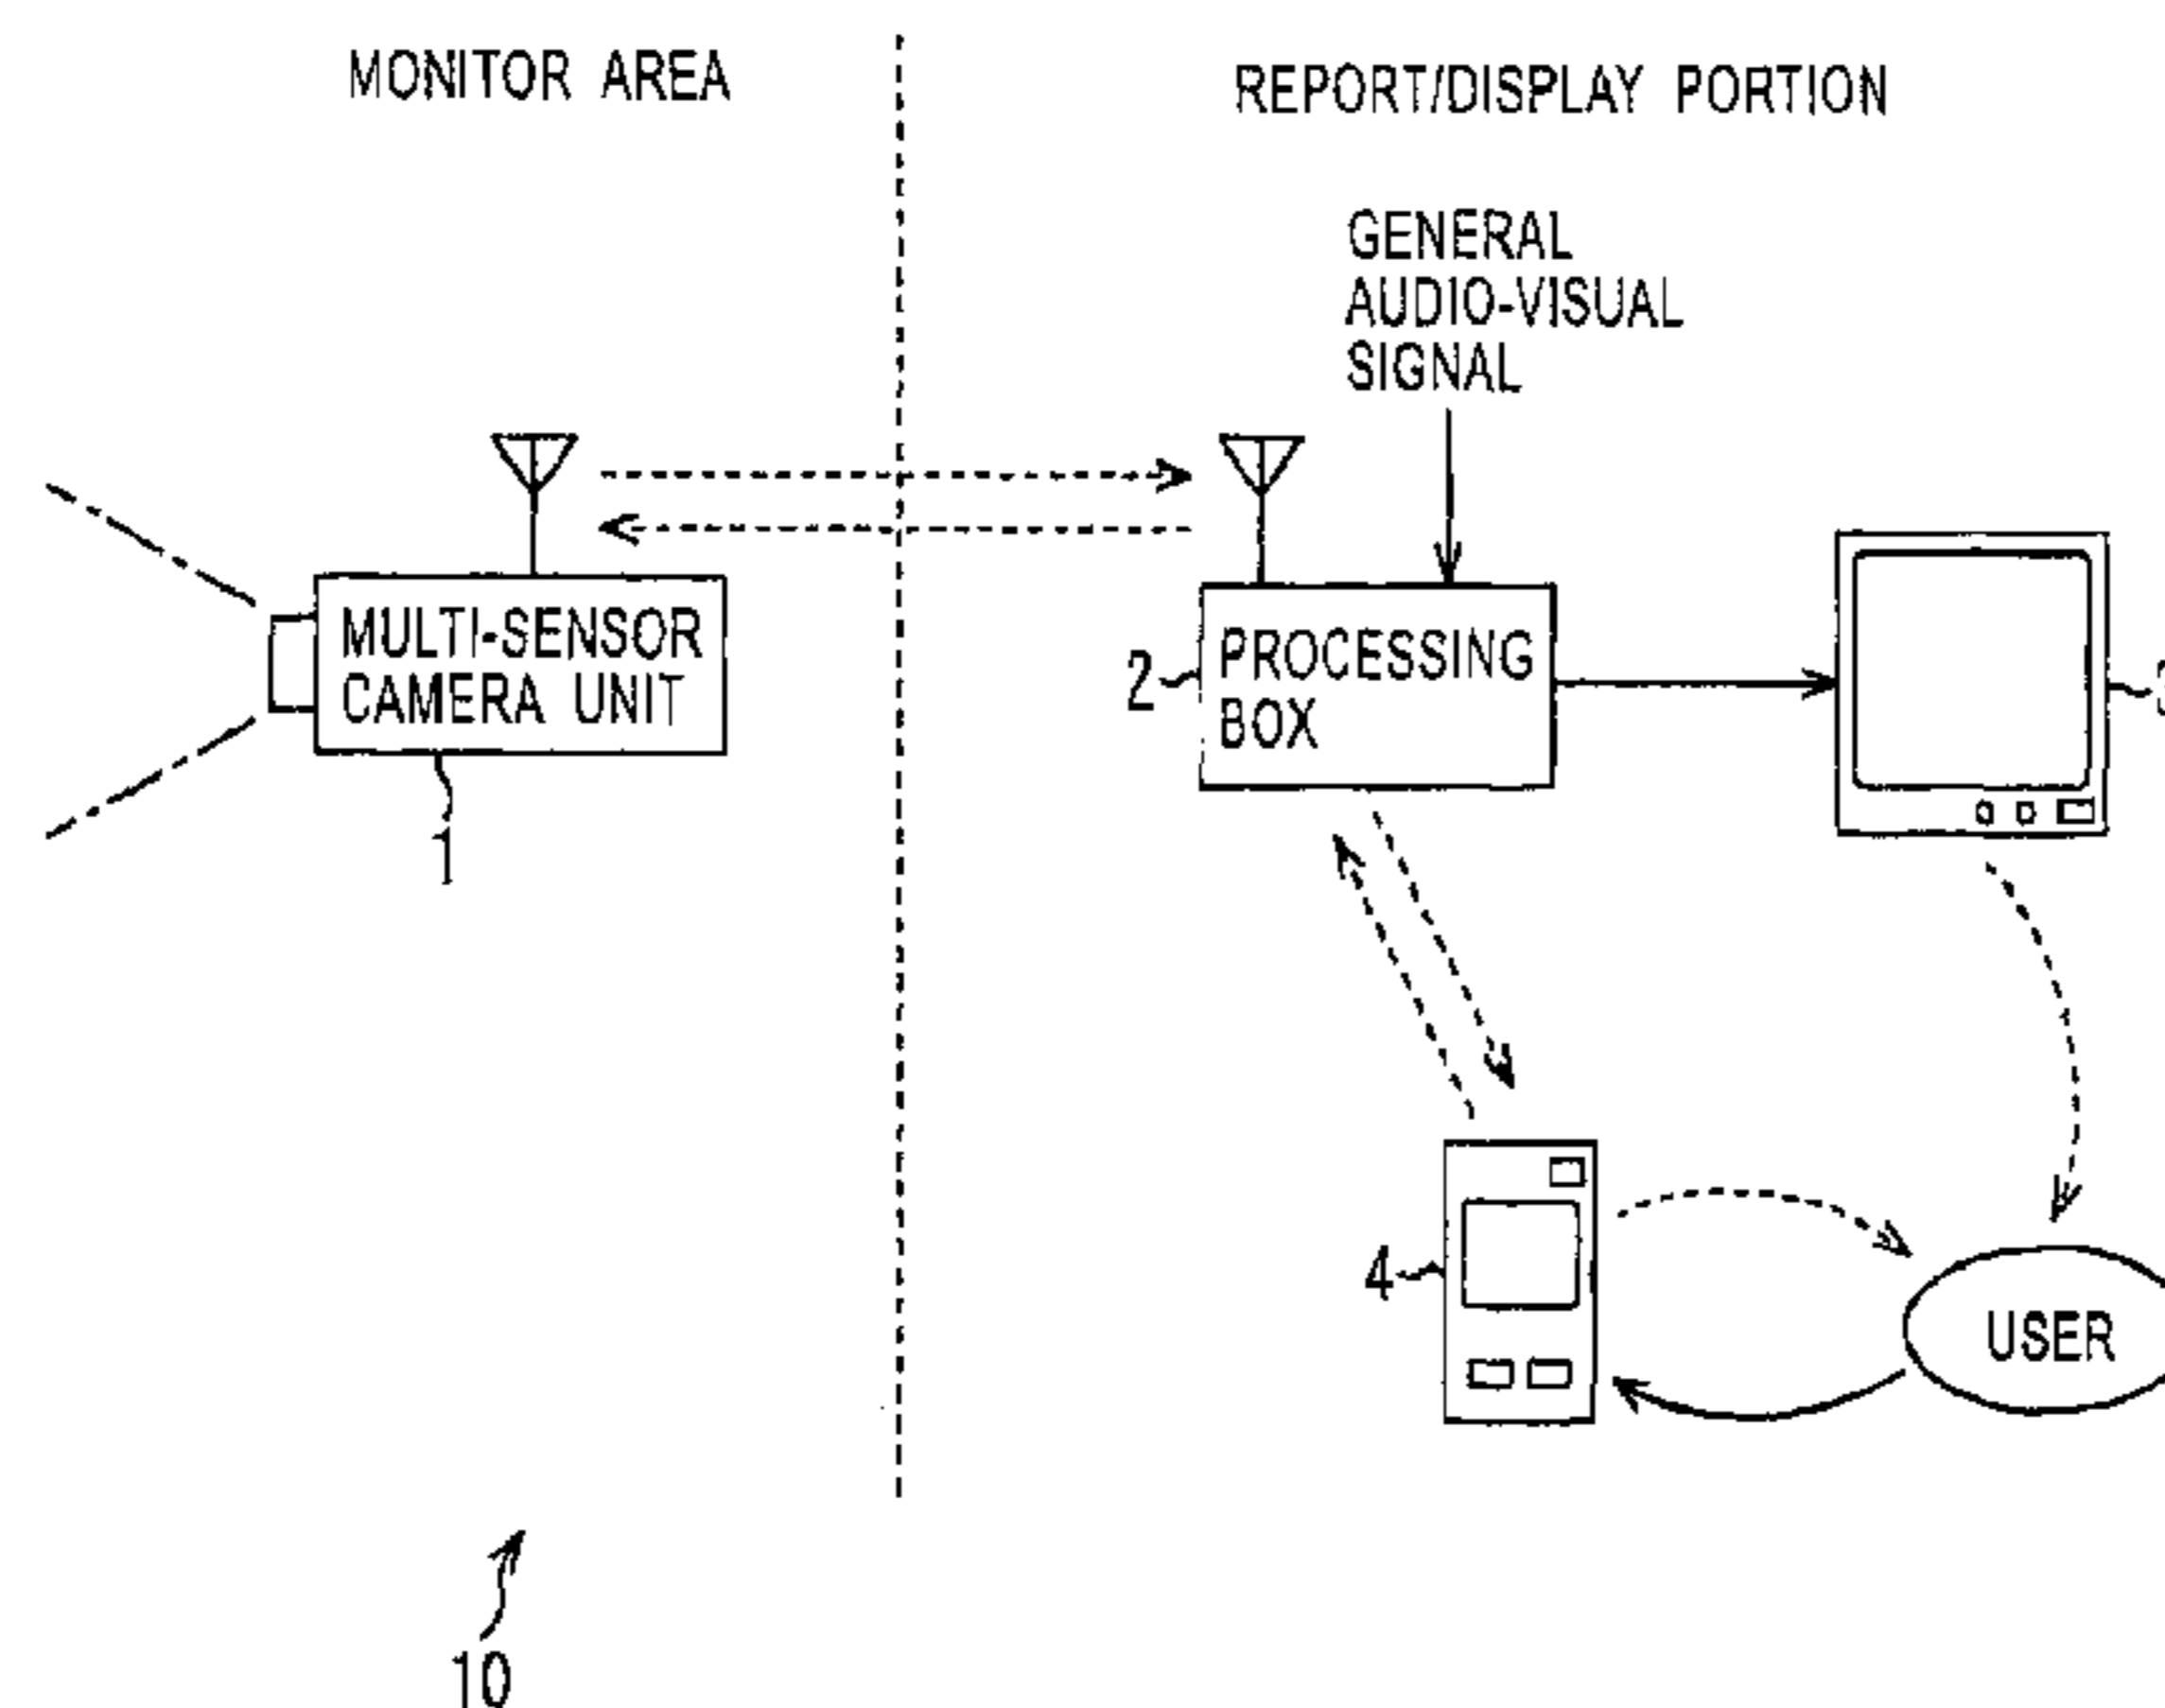 MONITOR AREA
REPORT/DISPLAY PORTION
GENERAL
AUDIO-VISUAL
SIGNAL
MULTI-SENSOR
CAMERA UNIT
1
2
PROCESSING
BOX
4
USER
10